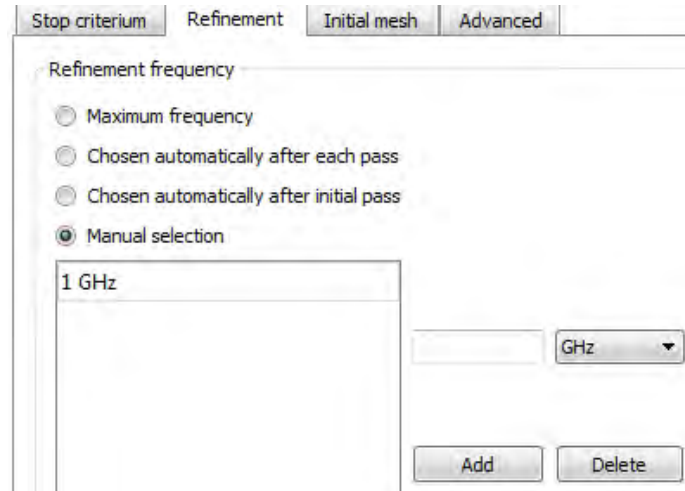 Stop criterium Refinement Initial mesh Advanced
Refinement frequency
Maximum frequency
Chosen automatically after each pass
Chosen automatically after initial pass
Manual selection
1 GHz
GHz
Add Delete